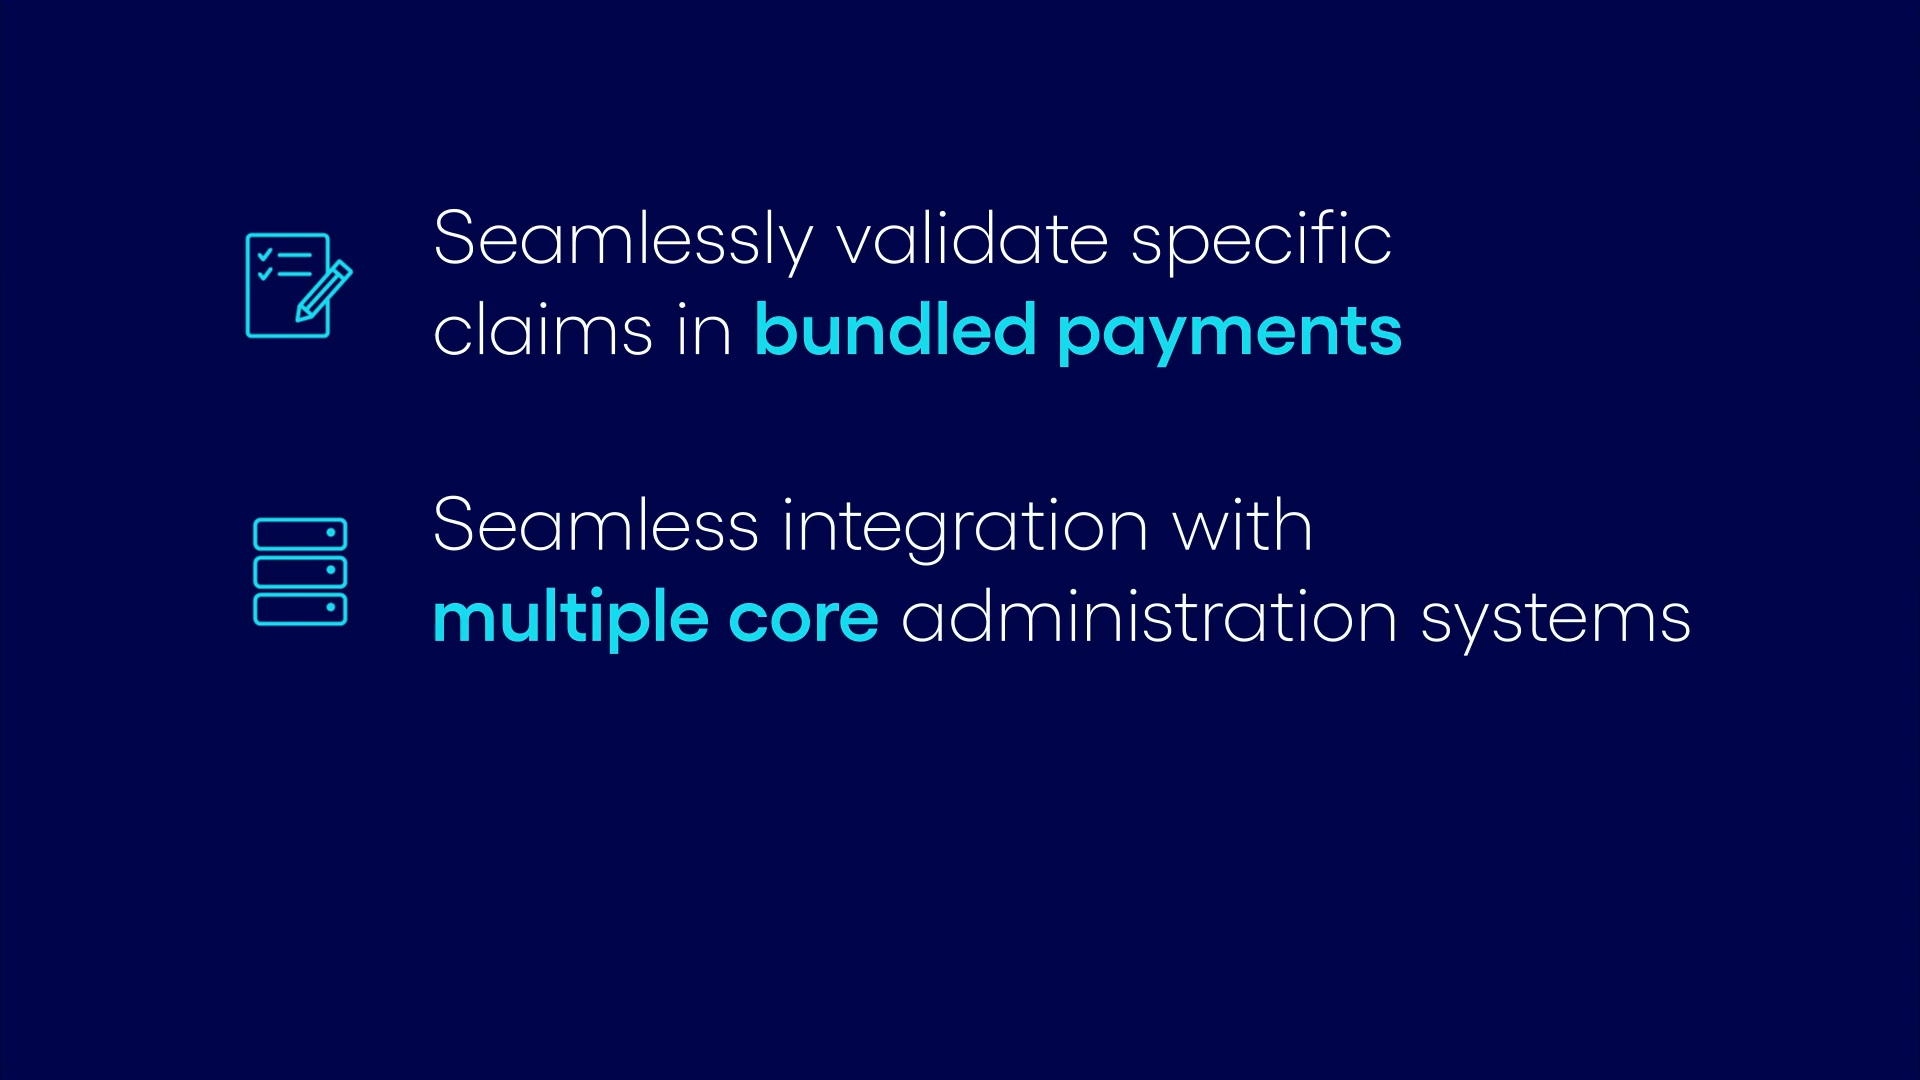 Seamlessly validate specific
claims in bundled payments
Seamless integration with
multiple core administration systems